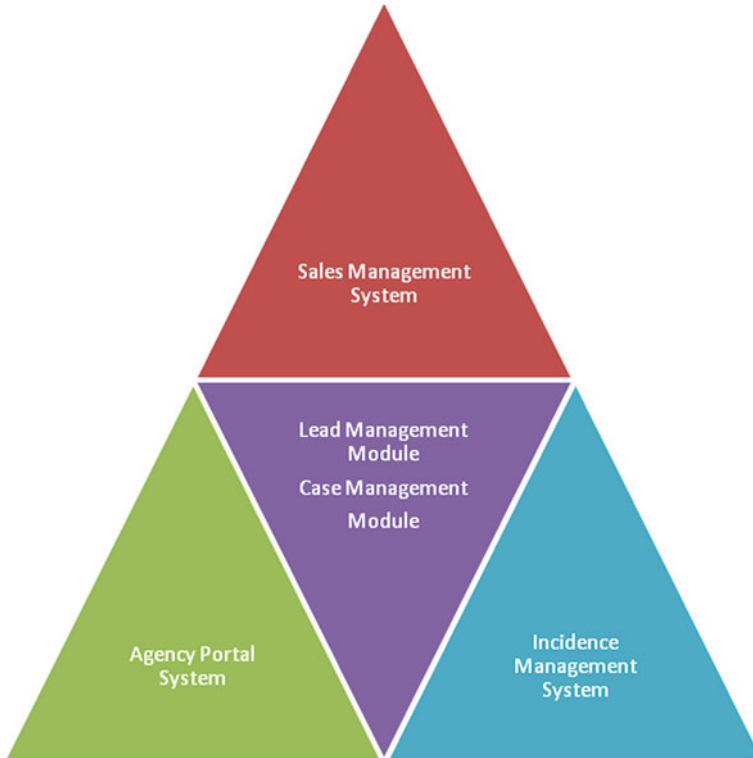 Sales Management
System
Lead Management
Module
Case Management
Module
Agency Portal
System
Incidence
Management
System